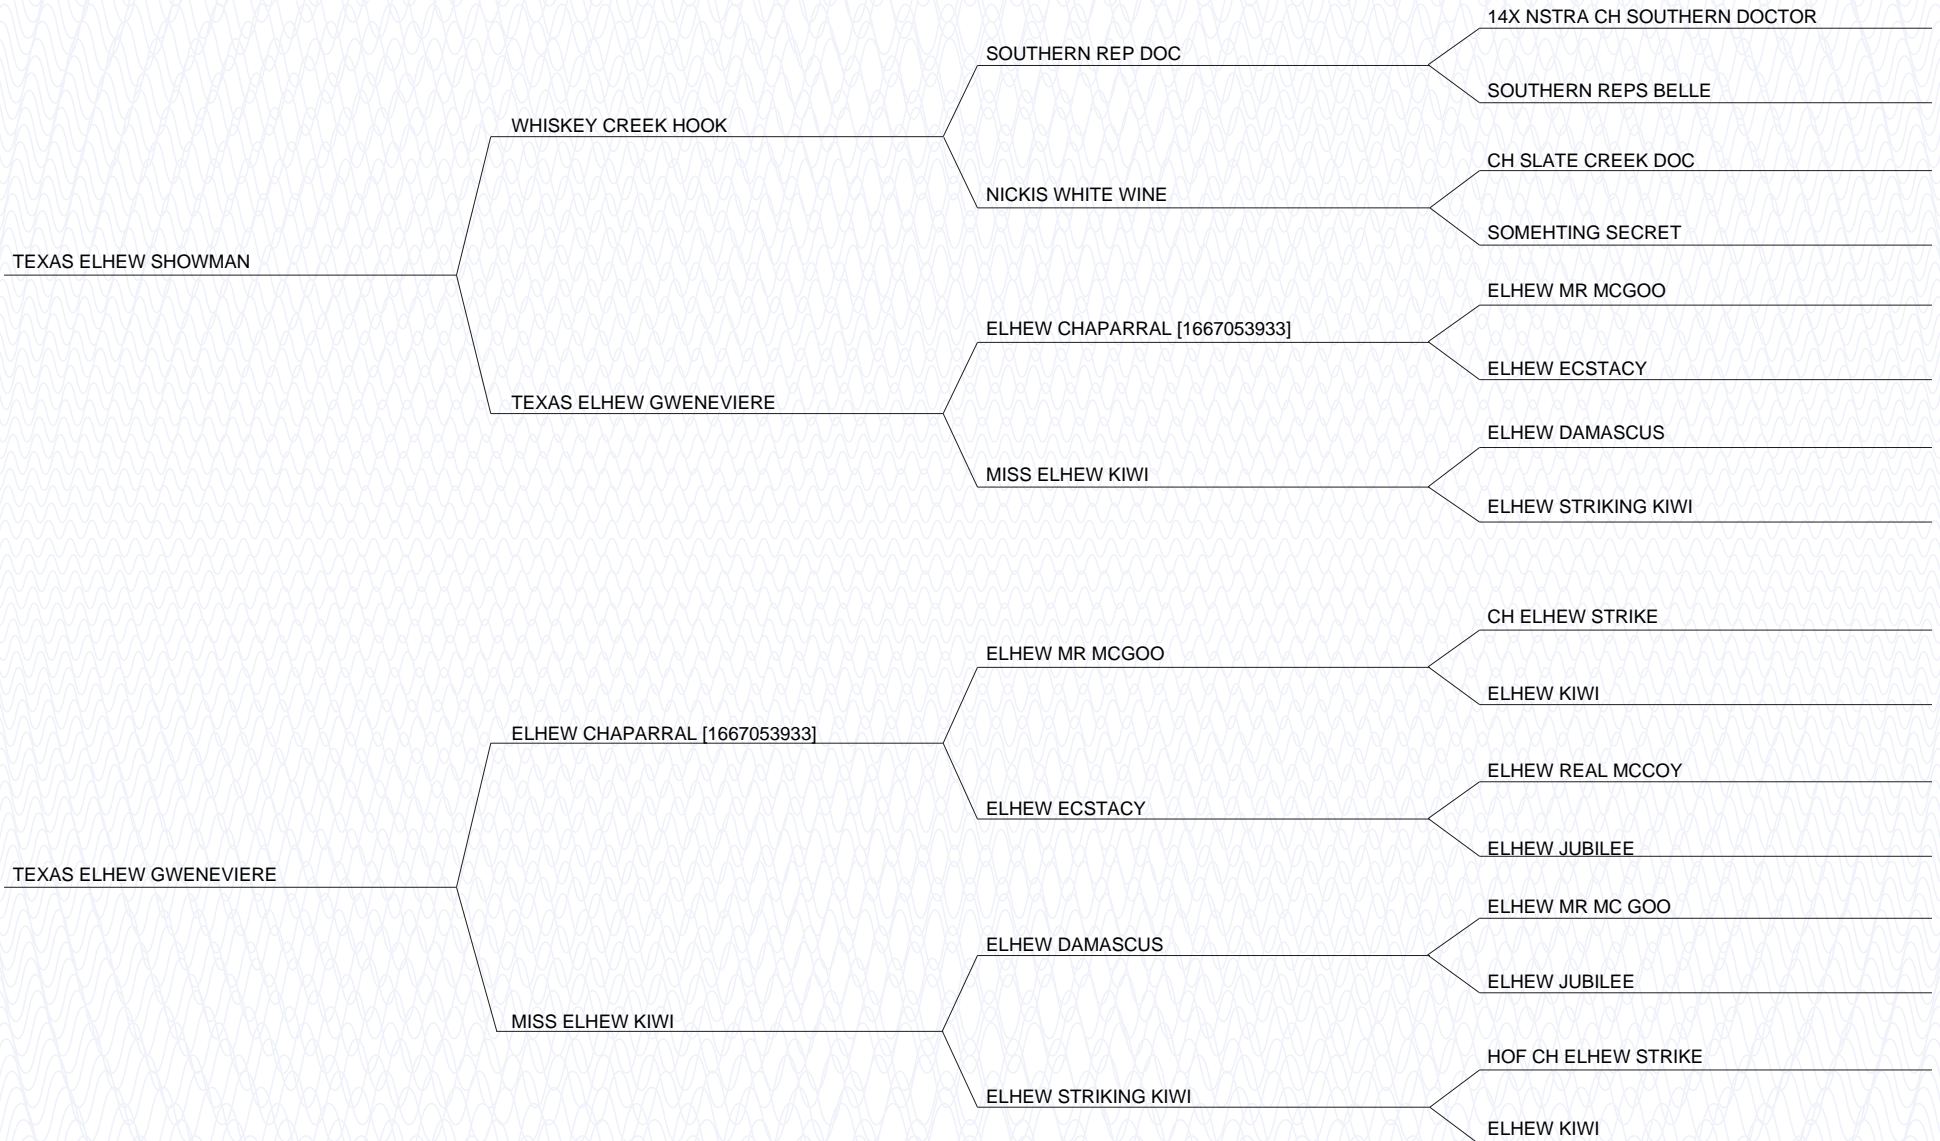 14X NSTRA CH SOUTHERN DOCTOR
SOUTHERN REP DOC
SOUTHERN REPS BELLE
WHISKEY CREEK HOOK
CH SLATE CREEK DOC
NICKIS WHITE WINE
SOMEHTING SECRET
TEXAS ELHEW SHOWMAN
ELHEW MR MCGOO
ELHEW CHAPARRAL [1667053933]
ELHEW ECSTACY
TEXAS ELHEW GWENEVIERE
ELHEW DAMASCUS
MISS ELHEW KIWI
ELHEW STRIKING KIWI
CH ELHEW STRIKE
ELHEW MR MCGOO
ELHEW KIWI
ELHEW CHAPARRAL [1667053933]
ELHEW REAL MCCOY
ELHEW ECSTACY
ELHEW JUBILEE
TEXAS ELHEW GWENEVIERE
ELHEW MR MC GOO
ELHEW DAMASCUS
ELHEW JUBILEE
MISS ELHEW KIWI
HOF CH ELHEW STRIKE
ELHEW STRIKING KIWI
ELHEW KIWI